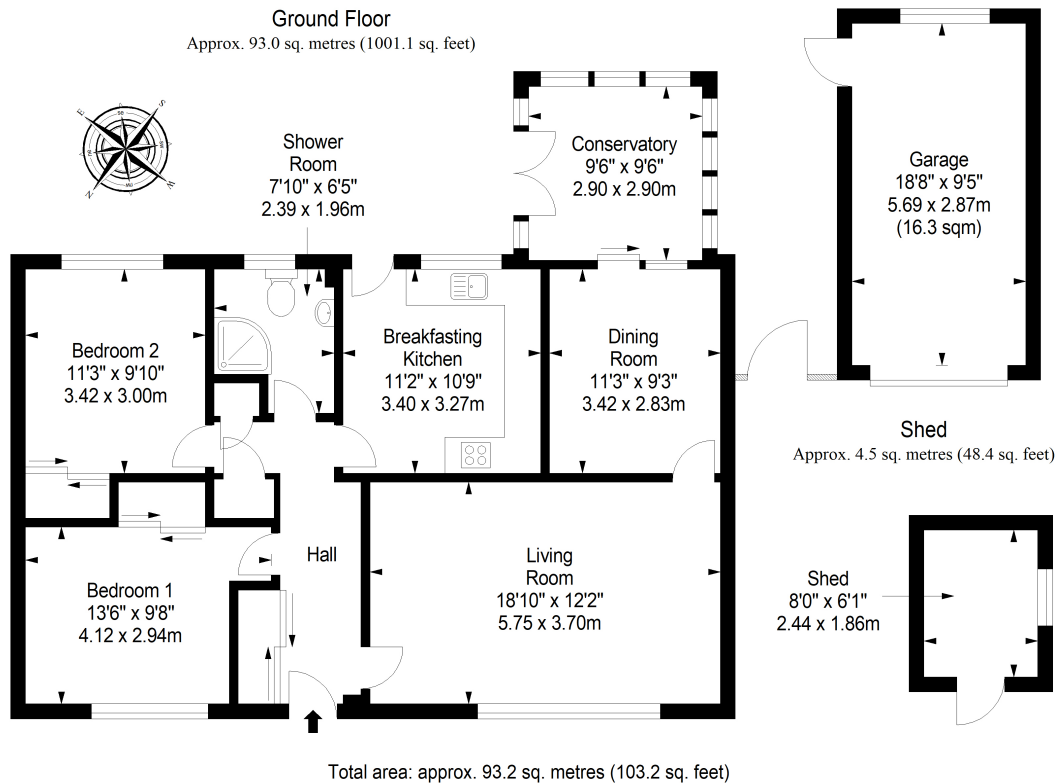 Ground Floor
Approx. 93.0 sq. metres (1001.1 sq. feet)
E
S
N
W
Shower
Room
7'10" x 6'5"
2.39 x 1.96m
Conservatory
9'6" x 9'6"
2.90 x 2.90m
Garage
18'8" x 9'5"
5.69 x 2.87m
(16.3 sqm)
Bedroom 2
11'3" x 9'10"
3.42 x 3.00m
Breakfasting
Kitchen
11'2" x 10'9"
3.40 x 3.27m
Dining
Room
11'3" x 9'3"
3.42 x 2.83m
Shed
Approx. 4.5 sq. metres (48.4 sq. feet)
Bedroom 1
13'6" x 9'8"
4.12 x 2.94m
Hall
Living
Room
18'10" x 12'2"
5.75 x 3.70m
Shed
8'0" x 6'1"
2.44 x 1.86m
Total area: approx. 93.2 sq. metres (103.2 sq. feet)